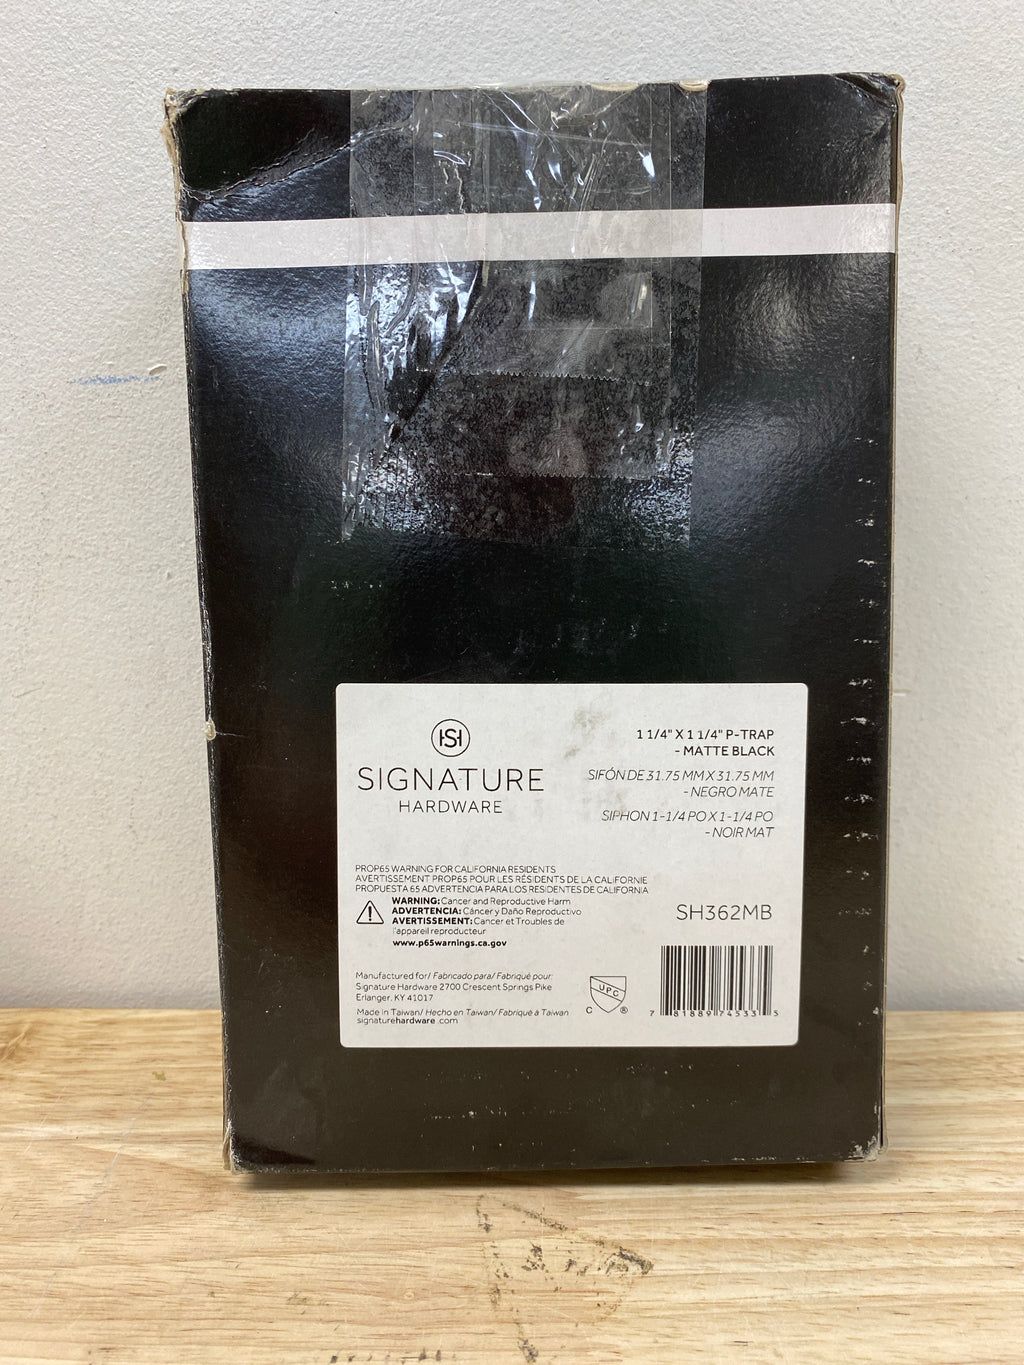 SIGNATURE
HARDWARE
1 1/4" X 1 1/4" P-TRAP
- MATTE BLACK
SIFÓN DE 31.75 MM X 31.75 MM
- NEGRO MATE
SIPHON 1-1/4 PO X 1-1/4 PO
- NOIR MAT
PROP65 WARNING FOR CALIFORNIA RESIDENTS
AVERTISSEMENT PROP65 POUR LES RÉSIDENTS DE LA CALIFORNIE
PROPUESTA 65 ADVERTENCIA PARA LOS RESIDENTES DE CALIFORNIA
WARNING: Cancer and Reproductive Harm
ADVERTENCIA: Cáncer y Daño Reproductivo
AVERTISSEMENT: Cancer et Troubles de
l'appareil reproducteur
www.p65warnings.ca.gov
SH362MB
Manufactured for/ Fabricado para/ Fabriqué pour:
Signature Hardware 2700 Crescent Springs Pike
Erlanger, KY 41017
Made in Taiwan/ Hecho en Taiwan/ Fabriqué à Taiwan
signaturehardware.com
UPC
C ®
7 81889 74533 5